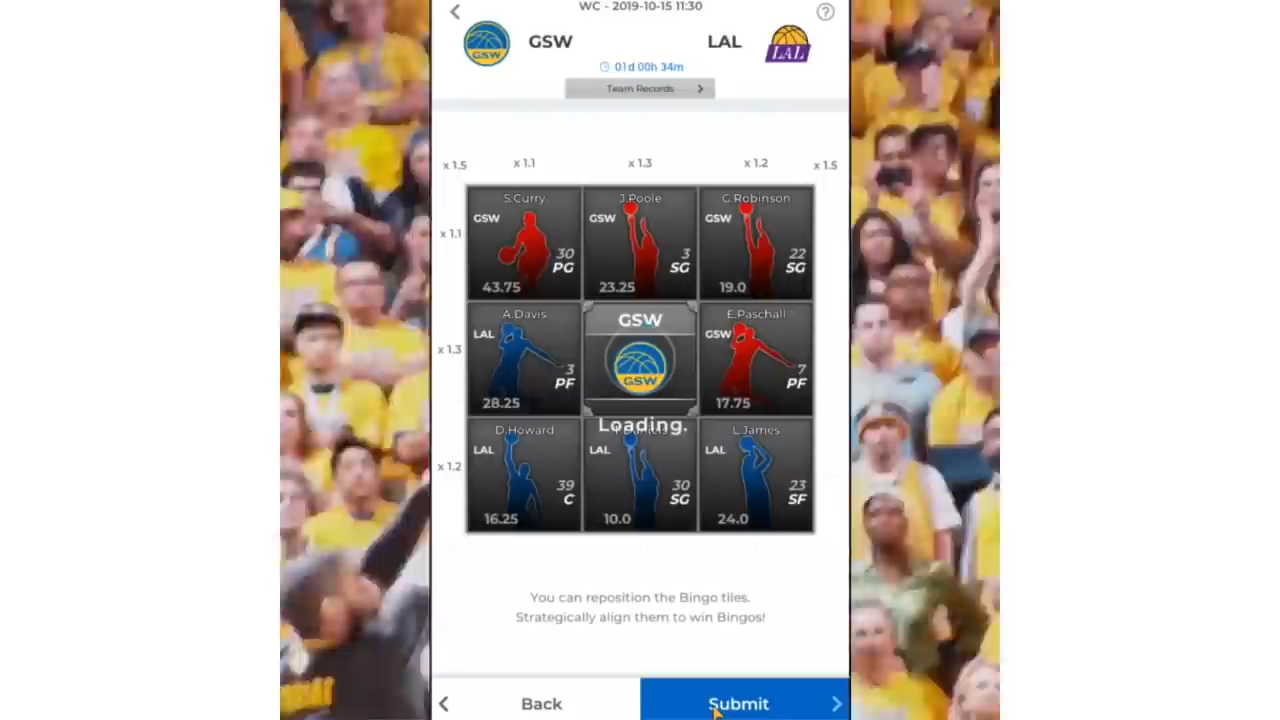 WC - 2019-10-15 11:30
GSW
GSW
LAL
LAL
01d 00h 34m
Team Records
x 1.5 x 1.1 x 1.3 x 1.2 x 1.5
S.Curry
GSW
30
PG
43.75
J.Poole
GSW
3
SG
23.25
G.Robinson
GSW
22
SG
19.0
x 1.1
A.Davis
LAL
3
PF
28.25
GSW
GSW
E.Paschall
GSW
7
PF
17.75
x 1.3
Loading.
D.Howard
LAL
39
C
16.25
LAL
30
SG
10.0
L.James
LAL
23
SF
24.0
x 1.2
You can reposition the Bingo tiles.
Strategically align them to win Bingos!
Back
Submit